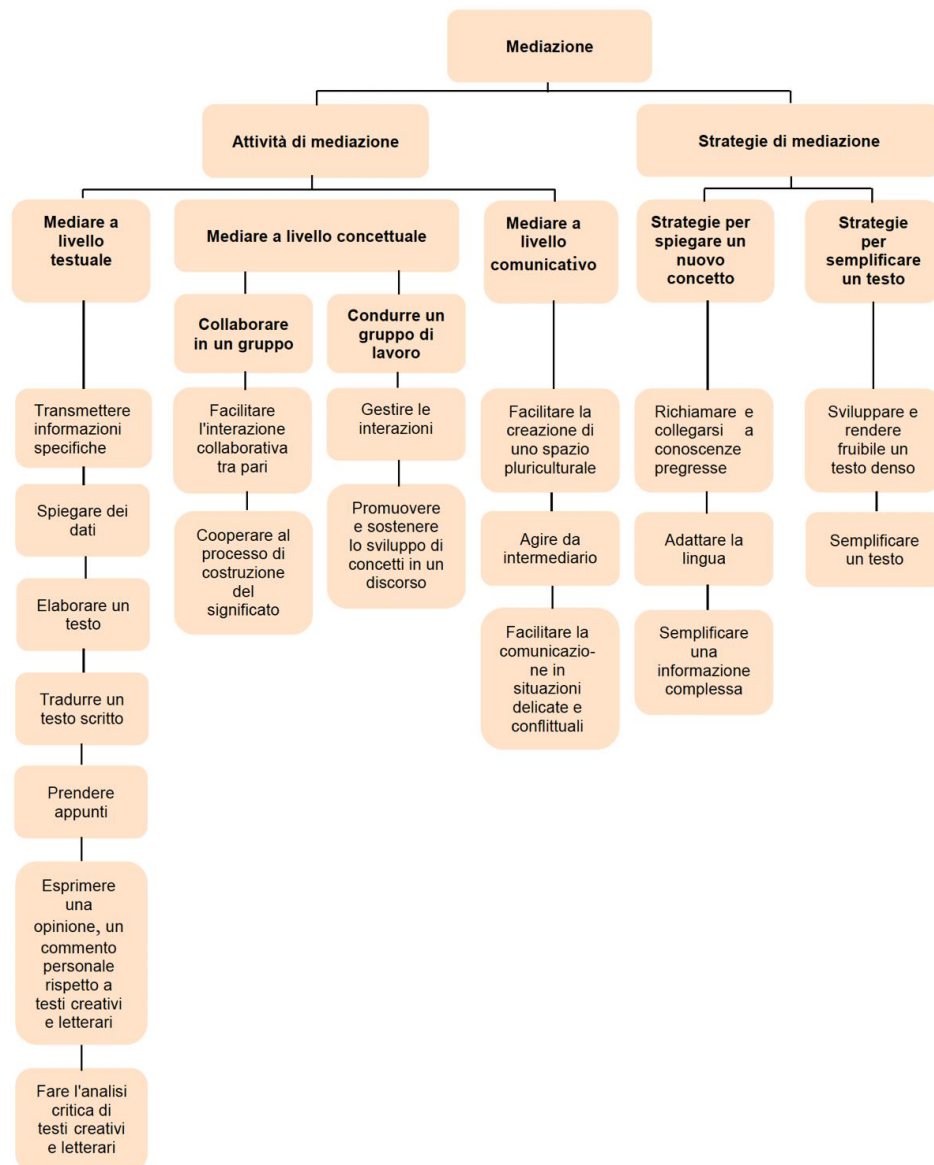 Mediazione
Attività di mediazione
Strategie di mediazione
Mediare a
livello
testuale
Mediare a livello concettuale
Mediare a
livello
comunicativo
Strategie per
spiegare un
nuovo
concetto
Strategie
per
semplificare
un testo
Collaborare
in un gruppo
Condurre un
gruppo di
lavoro
Transmettere
informazioni
specifiche
Facilitare
l'interazione
collaborativa
tra pari
Gestire le
interazioni
Facilitare la
creazione di
uno spazio
pluriculturale
Richiamare e
collegarsi a
conoscenze
pregresse
Sviluppare e
rendere
fruibile un
testo denso
Spiegare dei
dati
Cooperare al
processo di
costruzione
del
significato
Promuovere
e sostenere
lo sviluppo di
concetti in un
discorso
Agire da
intermediario
Adattare la
lingua
Semplificare
un testo
Elaborare un
testo
Facilitare la
comunicazio-
ne in
situazioni
delicate e
conflittuali
Semplificare
una
informazione
complessa
Tradurre un
testo scritto
Prendere
appunti
Esprimere
una
opinione, un
commento
personale
rispetto a
testi creativi
e letterari
Fare l'analisi
critica di
testi creativi
e letterari